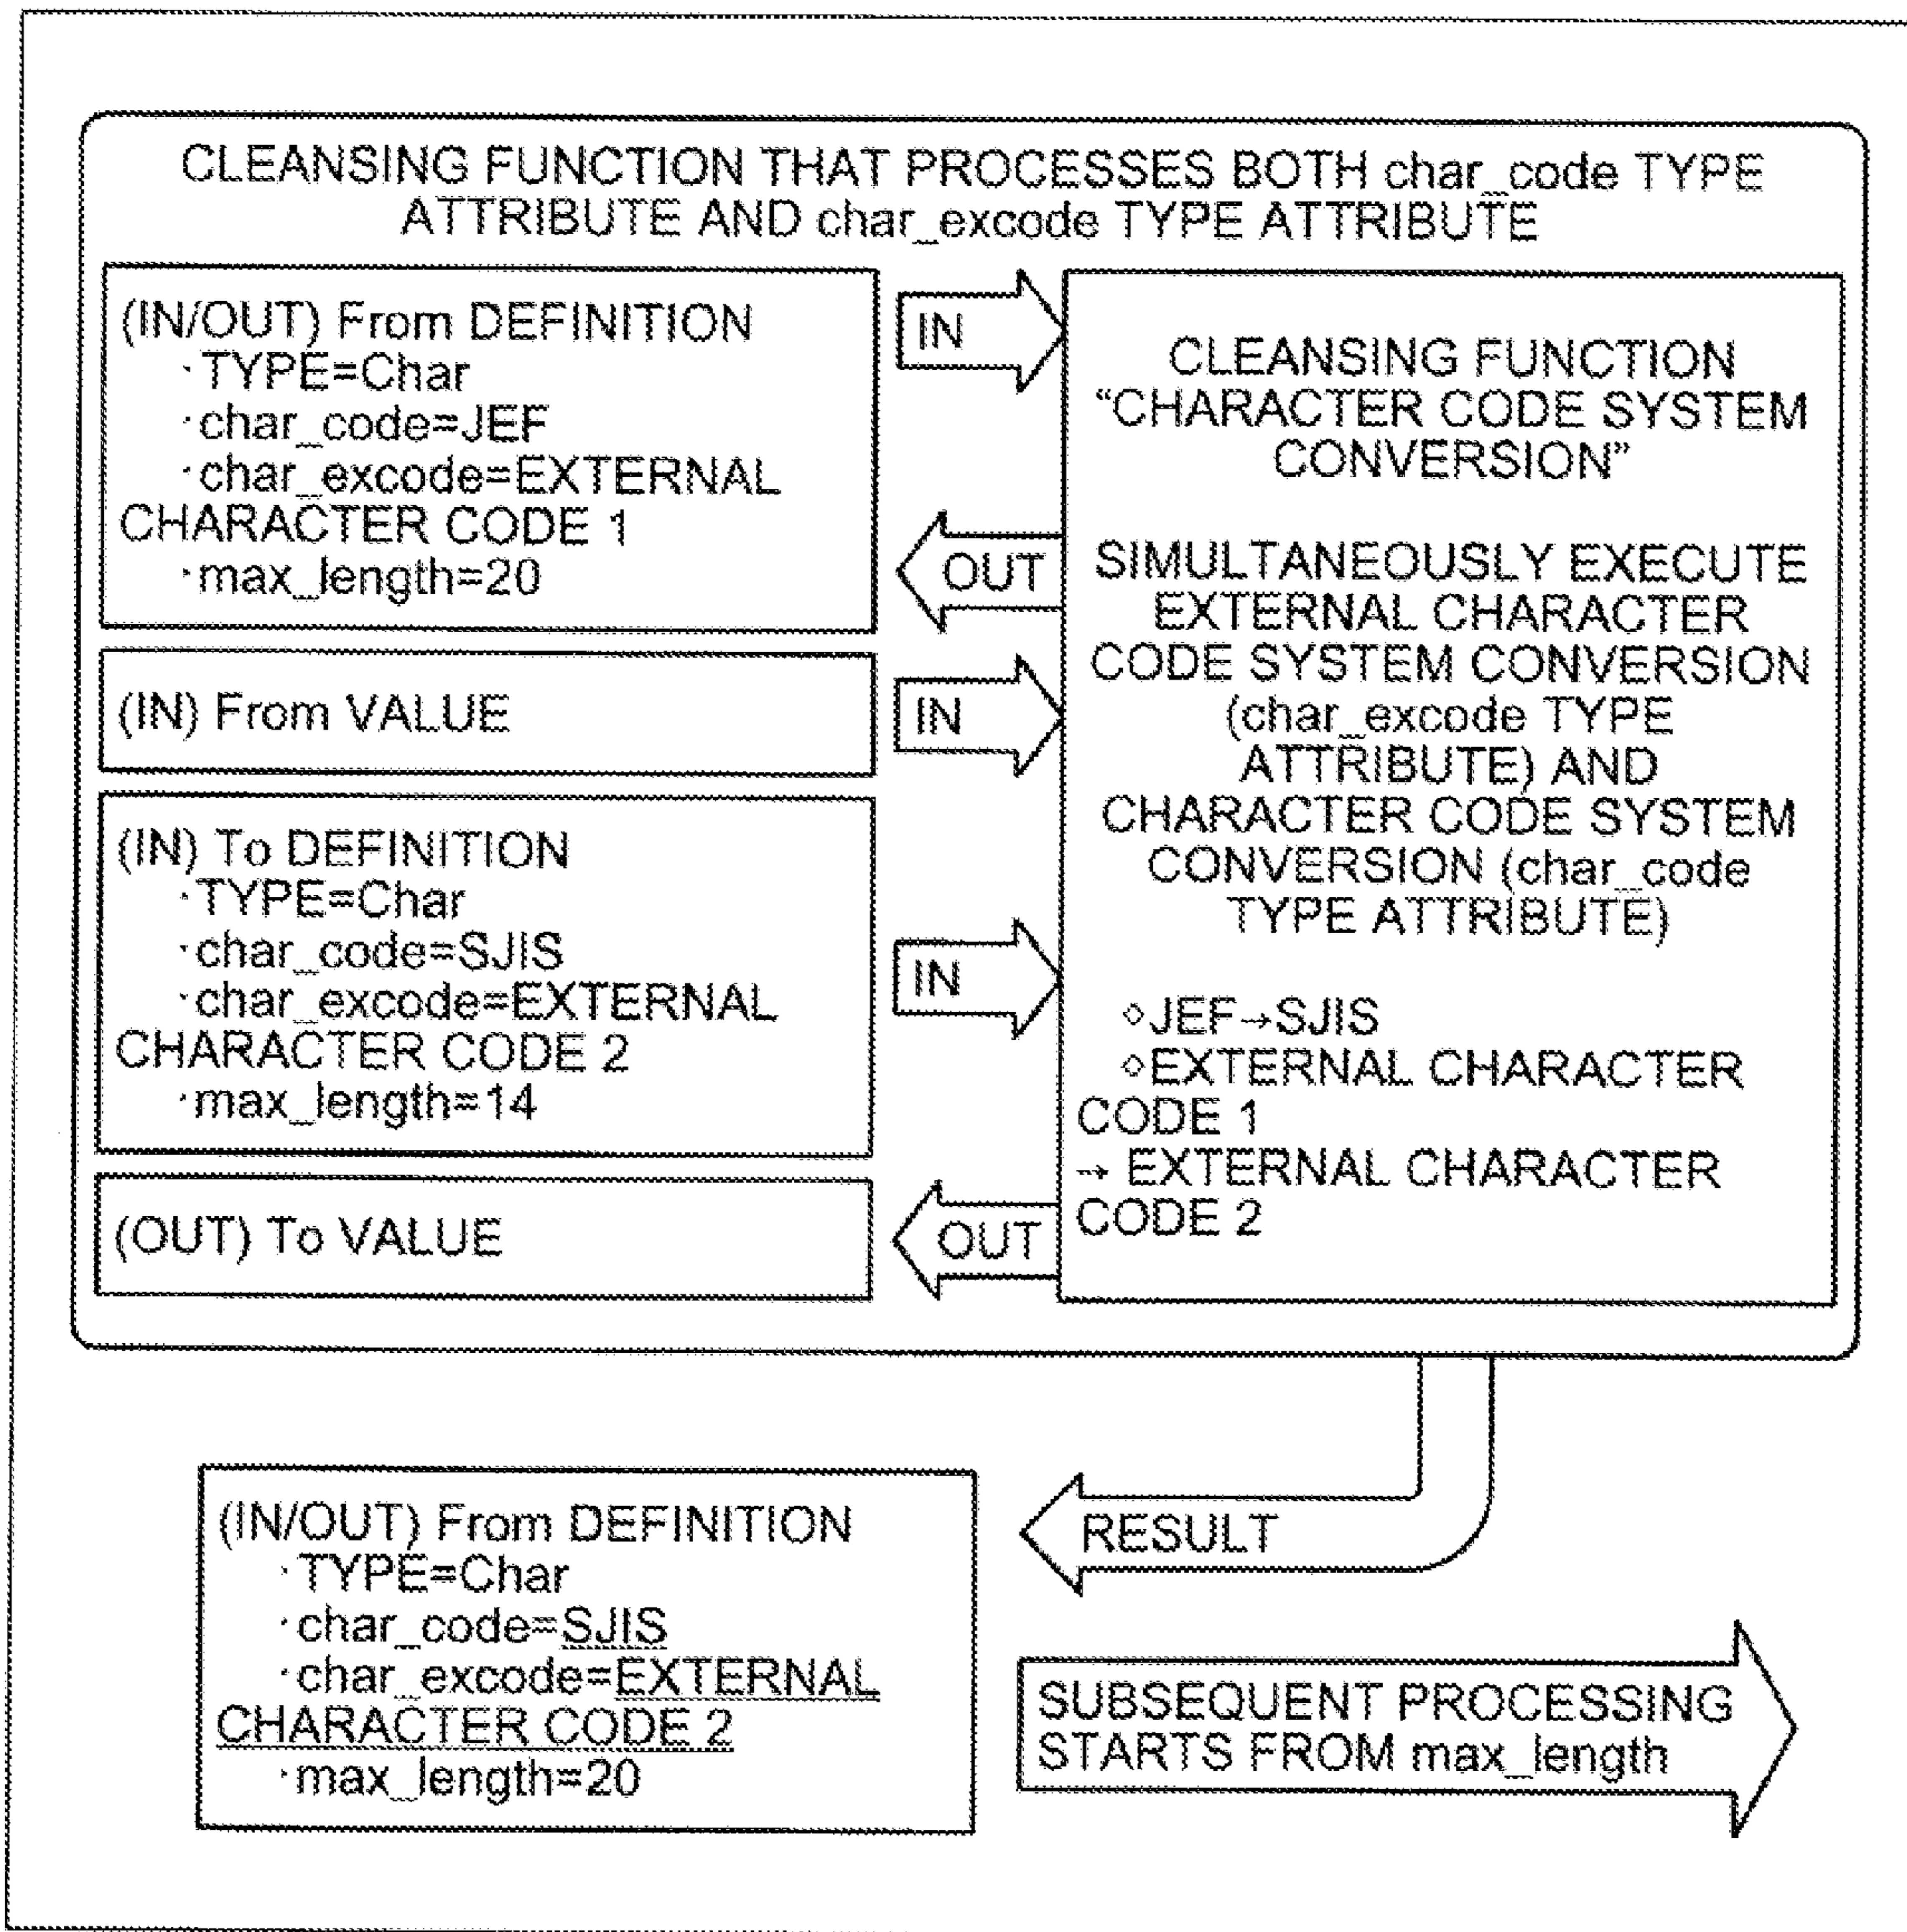 CLEANSING FUNCTION THAT PROCESSES BOTH char_code TYPE
ATTRIBUTE AND char_excode TYPE ATTRIBUTE
(IN/OUT) From DEFINITION
·TYPE=Char
·char_code=JEF
·char_excode=EXTERNAL
CHARACTER CODE 1
·max_length=20
IN
OUT
(IN) From VALUE
IN
(IN) To DEFINITION
·TYPE=Char
·char_code=SJIS
·char_excode=EXTERNAL
CHARACTER CODE 2
·max_length=14
IN
(OUT) To VALUE
OUT
CLEANSING FUNCTION
“CHARACTER CODE SYSTEM
CONVERSION”
SIMULTANEOUSLY EXECUTE
EXTERNAL CHARACTER
CODE SYSTEM CONVERSION
(char_excode TYPE
ATTRIBUTE) AND
CHARACTER CODE SYSTEM
CONVERSION (char_code
TYPE ATTRIBUTE)
◇JEF→SJIS
◇EXTERNAL CHARACTER
CODE 1
→ EXTERNAL CHARACTER
CODE 2
RESULT
(IN/OUT) From DEFINITION
·TYPE=Char
·char_code=SJIS
·char_excode=EXTERNAL
CHARACTER CODE 2
·max_length=20
SUBSEQUENT PROCESSING
STARTS FROM max_length